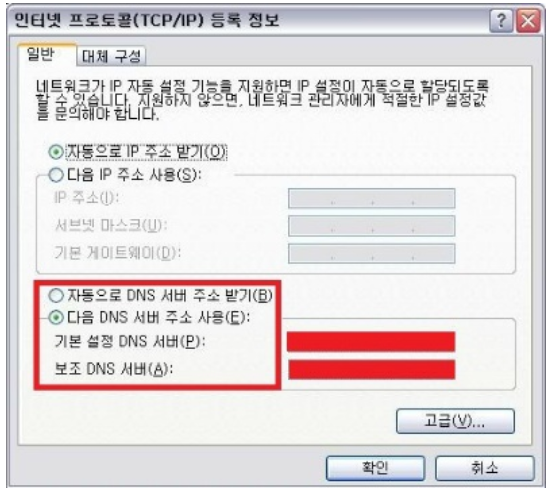 인터넷 프로토콜(TCP/IP) 등록 정보
일반
대체 구성
네트워크가 IP 자동 설정 기능을 지원하면 IP 설정이 자동으로 할당되도록
할 수 있습니다. 지원하지 않으면, 네트워크 관리자에게 적절한 IP 설정값
을 문의해야 합니다.
자동으로 IP 주소 받기(O)
다음 IP 주소 사용(S):
IP 주소(I):
서브넷 마스크(U):
기본 게이트웨이(D):
자동으로 DNS 서버 주소 받기(B)
다음 DNS 서버 주소 사용(E):
기본 설정 DNS 서버(P):
보조 DNS 서버(A):
고급(V)...
확인
취소